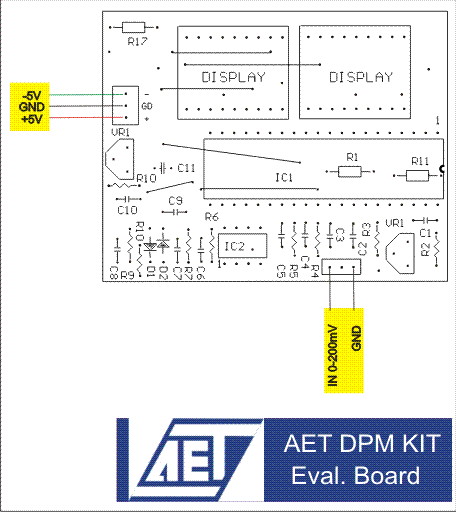 R17
DISPLAY
DISPLAY
-5V
GND
+5V
-
GD
+
VR1
1
R10
C11
R1
R11
IC1
C10
C9
R6
C8
R9
R10
D1
D2
C7
R7
C6
1
IC2
C5
R5
C4
R4
C3
C2
R3
VR1
C1
R2
IN 0-200mV
GND
AET
AET DPM KIT
Eval. Board